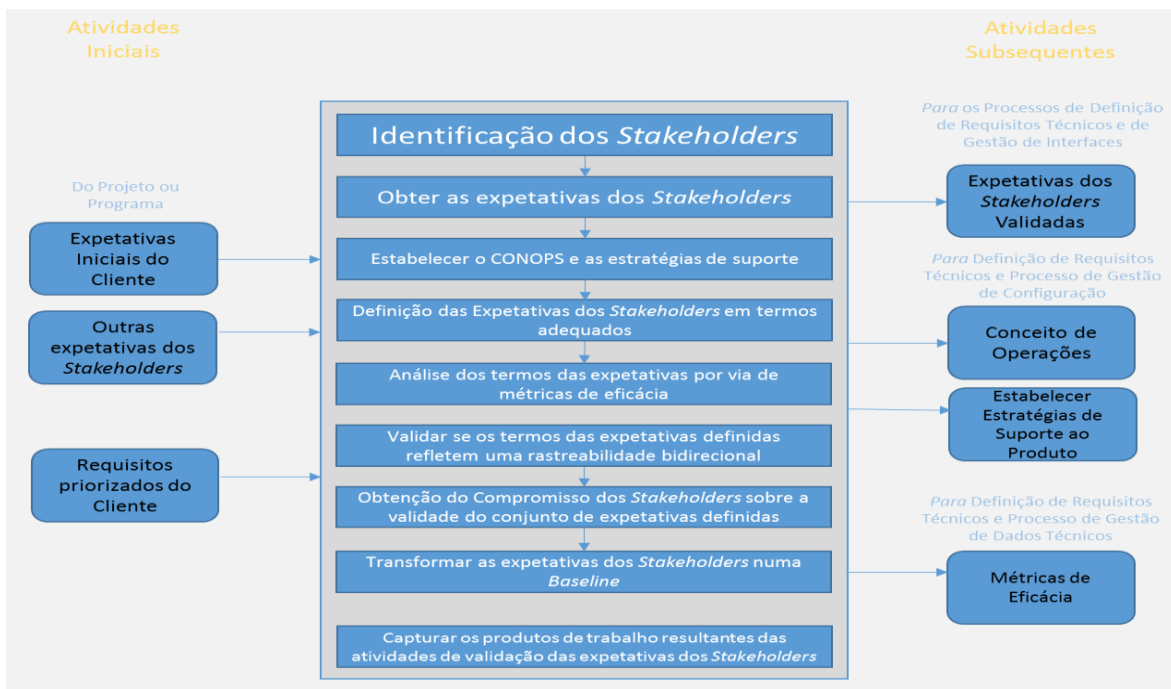 Atividades
Iniciais
Do Projeto ou
Programa
Expetativas
Iniciais do
Cliente
Outras
expetativas dos
Stakeholders
Requisitos
priorizados do
Cliente
Identificação dos Stakeholders
Obter as expetativas dos Stakeholders
Estabelecer o CONOPS e as estratégias de suporte
Definição das Expetativas dos Stakeholders em termos
adequados
Análise dos termos das expetativas por via de
métricas de eficácia
Validar se os termos das expetativas definidas
refletem uma rastreabilidade bidirecional
Obtenção do Compromisso dos Stakeholders sobre a
validade do conjunto de expetativas definidas
Transformar as expetativas dos Stakeholders numa
Baseline
Capturar os produtos de trabalho resultantes das
atividades de validação das expetativas dos Stakeholders
Atividades
Subsequentes
Para os Processos de Definição
de Requisitos Técnicos e de
Gestão de Interfaces
Expetativas dos
Stakeholders
Validadas
Para Definição de Requisitos
Técnicos e Processo de Gestão
de Configuração
Conceito de
Operações
Estabelecer
Estratégias de
Suporte ao
Produto
Para Definição de Requisitos
Técnicos e Processo de Gestão
de Dados Técnicos
Métricas de
Eficácia